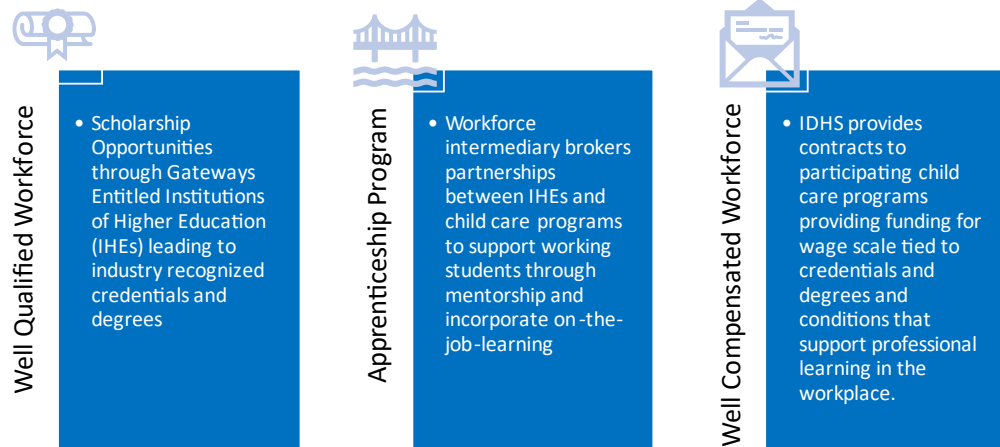 Well Qualified Workforce
• Scholarship
Opportunities
through Gateways
Entitled Institutions
of Higher Education
(IHEs) leading to
industry recognized
credentials and
degrees
Apprenticeship Program
• Workforce
intermediary brokers
partnerships
between IHEs and
child care programs
to support working
students through
mentorship and
incorporate on-the-
job-learning
Well Compensated Workforce
• IDHS provides
contracts to
participating child
care programs
providing funding for
wage scale tied to
credentials and
degrees and
conditions that
support professional
learning in the
workplace.